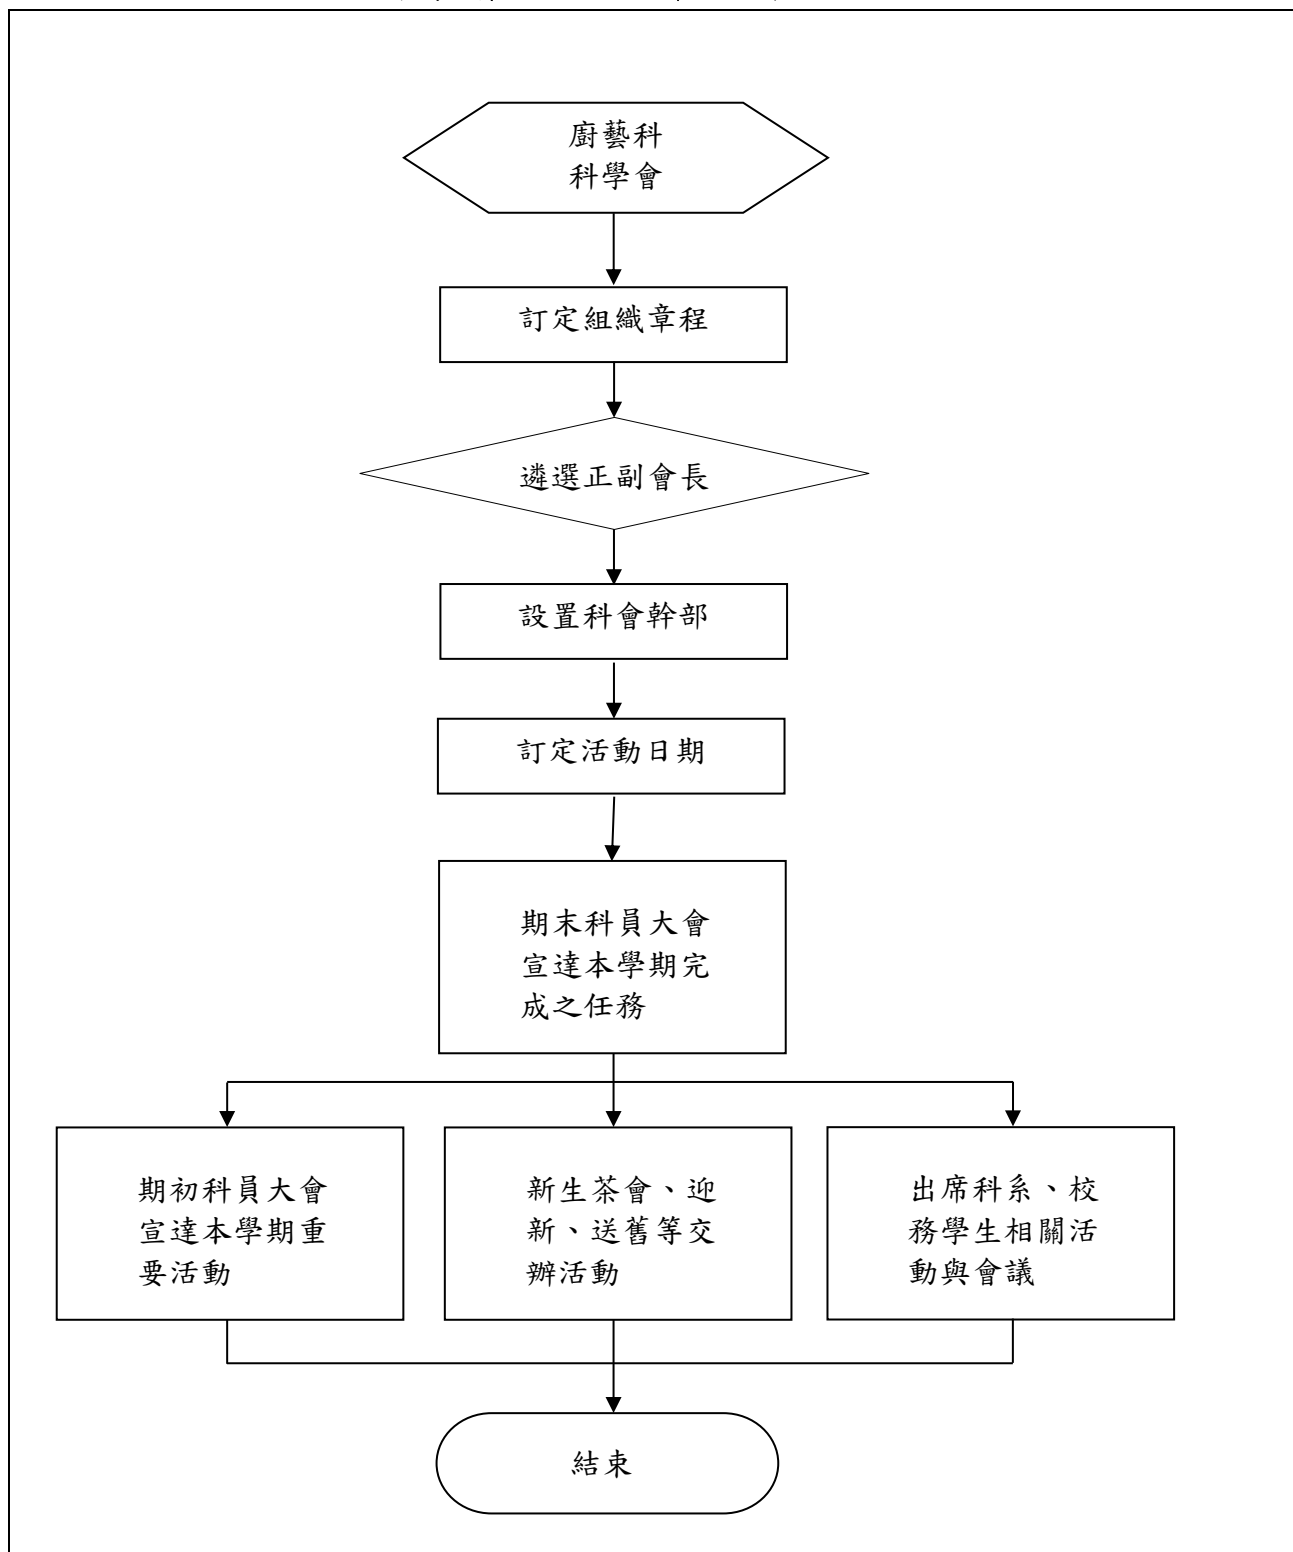 廚藝科
科學會
訂定組織章程
遴選正副會長
設置科會幹部
訂定活動日期
期末科員大會
宣達本學期完
成之任務
期初科員大會
宣達本學期重
要活動
新生茶會、迎
新、送舊等交
辦活動
出席科系、校
務學生相關活
動與會議
結束